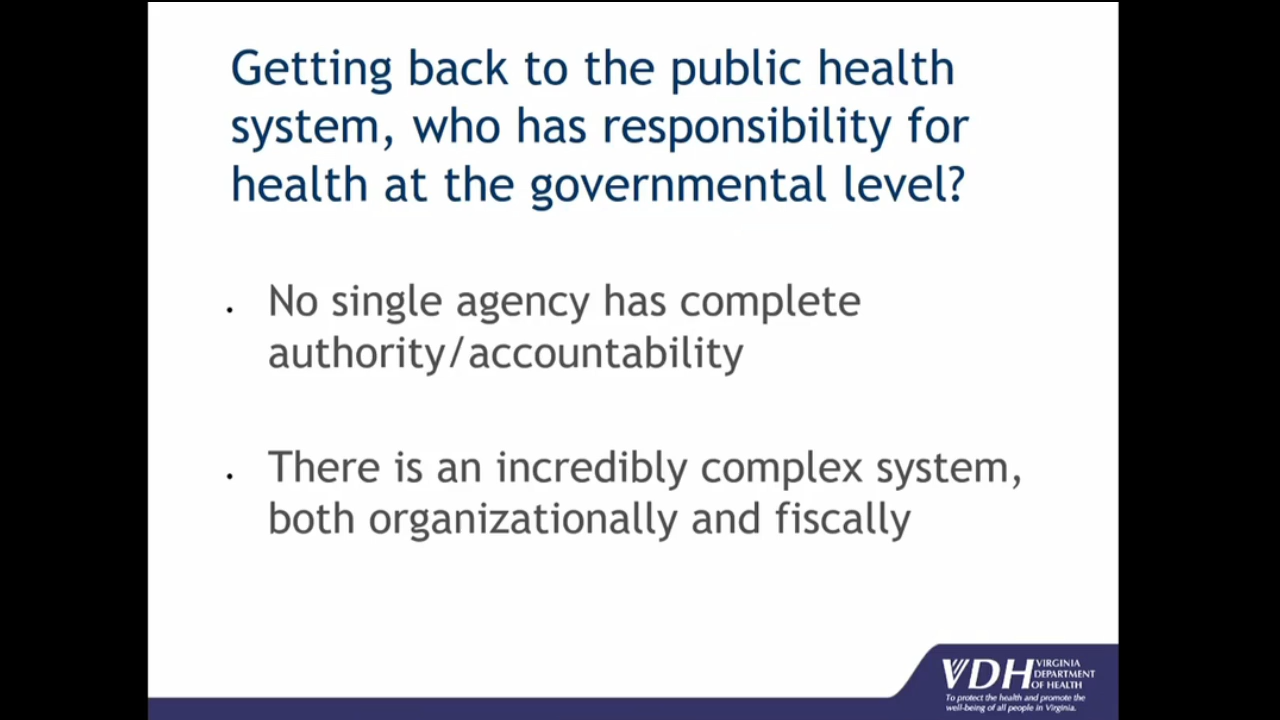 Getting back to the public health
system, who has responsibility for
health at the governmental level?
. No single agency has complete
authority/accountability
. There is an incredibly complex system,
both organizationally and fiscally
VDH VIRGINIA
DEPARTMENT
OF HEALTH
To protect the health and promote the
well-being of all people in Virginia.